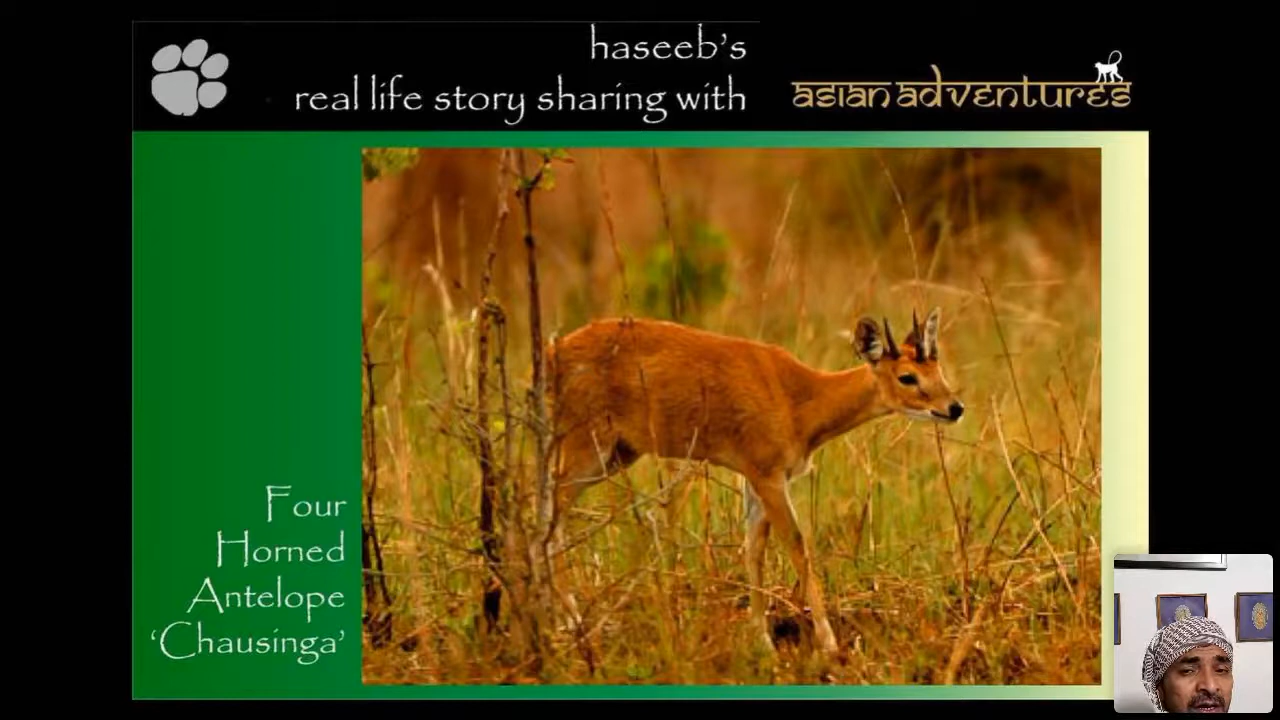 haseeb's
real life story sharing with
asian adventures
Four
Horned
Antelope
‘Chausinga’